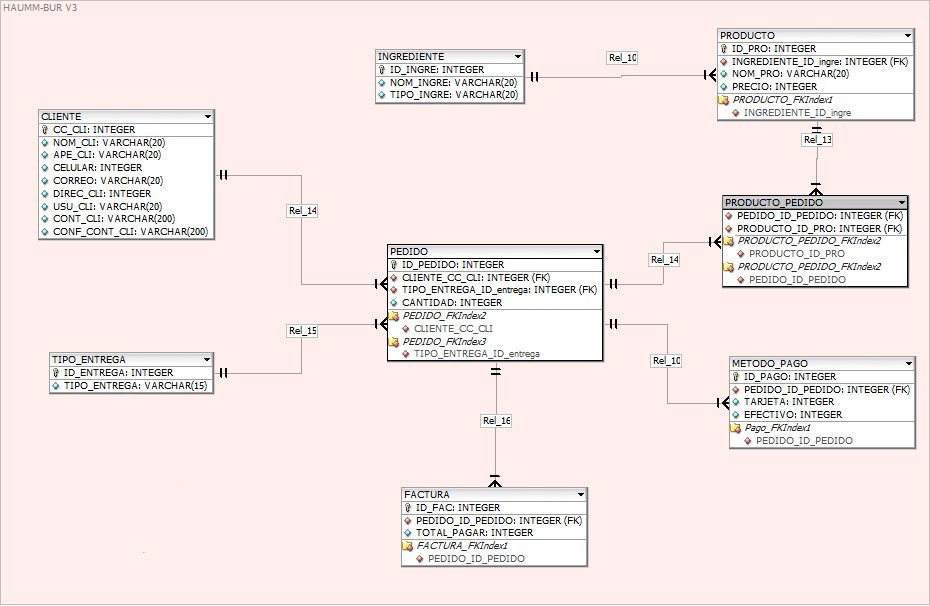 HAUMM-BUR V3
INGREDIENTE
ID_INGRE: INTEGER
NOM_INGRE: VARCHAR(20)
TIPO_INGRE: VARCHAR(20)
Rel_10
PRODUCTO
ID_PRO: INTEGER
INGREDIENTE_ID_ingre: INTEGER (FK)
NOM_PRO: VARCHAR(20)
PRECIO: INTEGER
PRODUCTO_FKIndex1
INGREDIENTE_ID_ingre
Rel_13
CLIENTE
CC_CLI: INTEGER
NOM_CLI: VARCHAR(20)
APE_CLI: VARCHAR(20)
CELULAR: INTEGER
CORREO: VARCHAR(20)
DIREC_CLI: INTEGER
USU_CLI: VARCHAR(20)
CONT_CLI: VARCHAR(200)
CONF_CONT_CLI: VARCHAR(200)
Rel_14
PRODUCTO_PEDIDO
PEDIDO_ID_PEDIDO: INTEGER (FK)
PRODUCTO_ID_PRO: INTEGER (FK)
PRODUCTO_PEDIDO_FKIndex2
PRODUCTO_ID_PRO
PRODUCTO_PEDIDO_FKIndex2
PEDIDO_ID_PEDIDO
Rel_14
PEDIDO
ID_PEDIDO: INTEGER
CLIENTE_CC_CLI: INTEGER (FK)
TIPO_ENTREGA_ID_entrega: INTEGER (FK)
CANTIDAD: INTEGER
PEDIDO_FKIndex2
CLIENTE_CC_CLI
PEDIDO_FKIndex3
TIPO_ENTREGA_ID_entrega
Rel_15
TIPO_ENTREGA
ID_ENTREGA: INTEGER
TIPO_ENTREGA: VARCHAR(15)
Rel_10
METODO_PAGO
ID_PAGO: INTEGER
PEDIDO_ID_PEDIDO: INTEGER (FK)
TARJETA: INTEGER
EFECTIVO: INTEGER
Pago_FKIndex1
PEDIDO_ID_PEDIDO
Rel_16
FACTURA
ID_FAC: INTEGER
PEDIDO_ID_PEDIDO: INTEGER (FK)
TOTAL_PAGAR: INTEGER
FACTURA_FKIndex1
PEDIDO_ID_PEDIDO